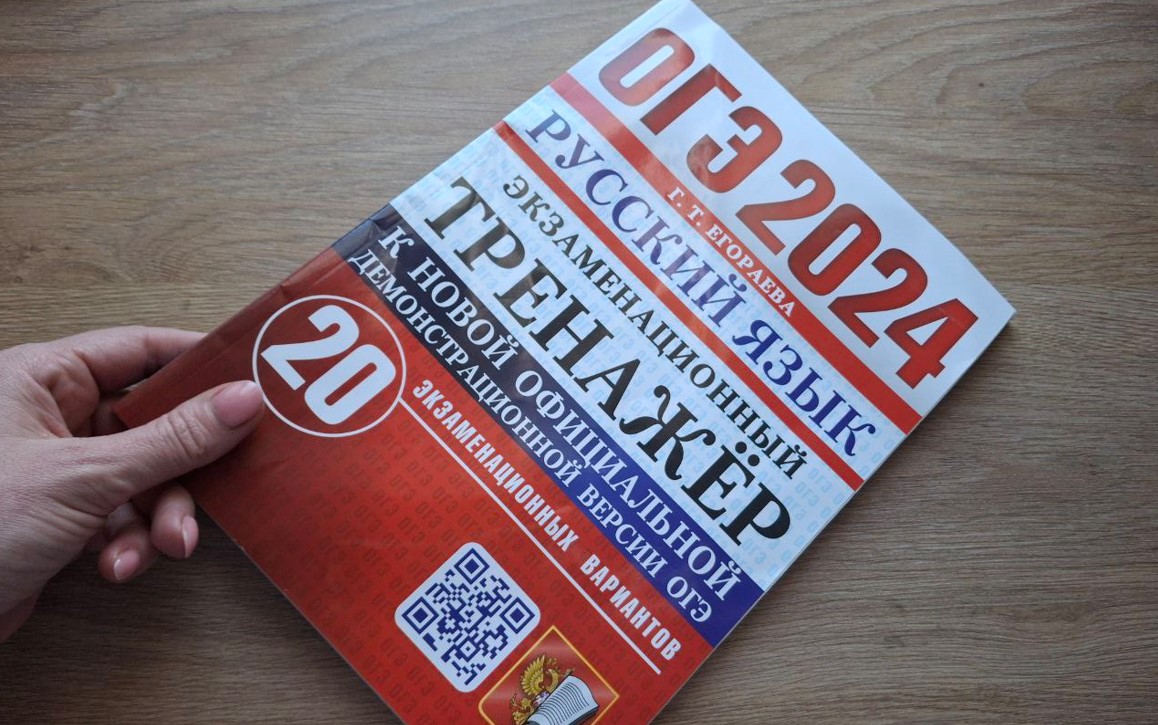 ОГЭ 2024
Г. Т. ЕГОРАЕВА
РУССКИЙ ЯЗЫК
ЭКЗАМЕНАЦИОННЫЙ
ТРЕНАЖЁР
К НОВОЙ ОФИЦИАЛЬНОЙ
ДЕМОНСТРАЦИОННОЙ ВЕРСИИ ОГЭ
20
ЭКЗАМЕНАЦИОННЫХ ВАРИАНТОВ